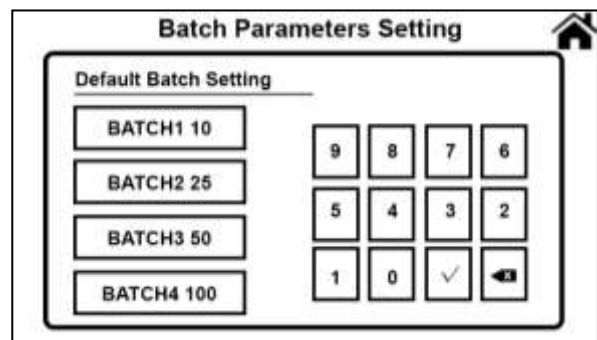 Batch Parameters Setting
Default Batch Setting
BATCH1 10
BATCH2 25
BATCH3 50
BATCH4 100
9 8 7 6
5 4 3 2
1 0 ✓